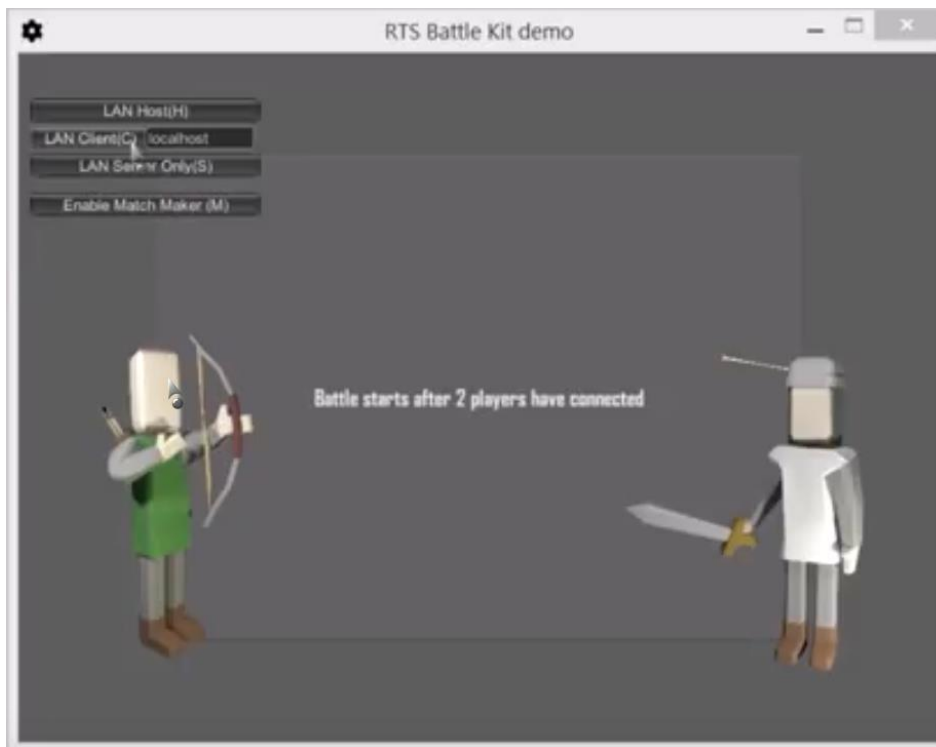 RTS Battle Kit demo
LAN Host(H)
LAN Client(C) localhost
LAN Server Only(S)
Enable Match Maker (M)
Battle starts after 2 players have connected